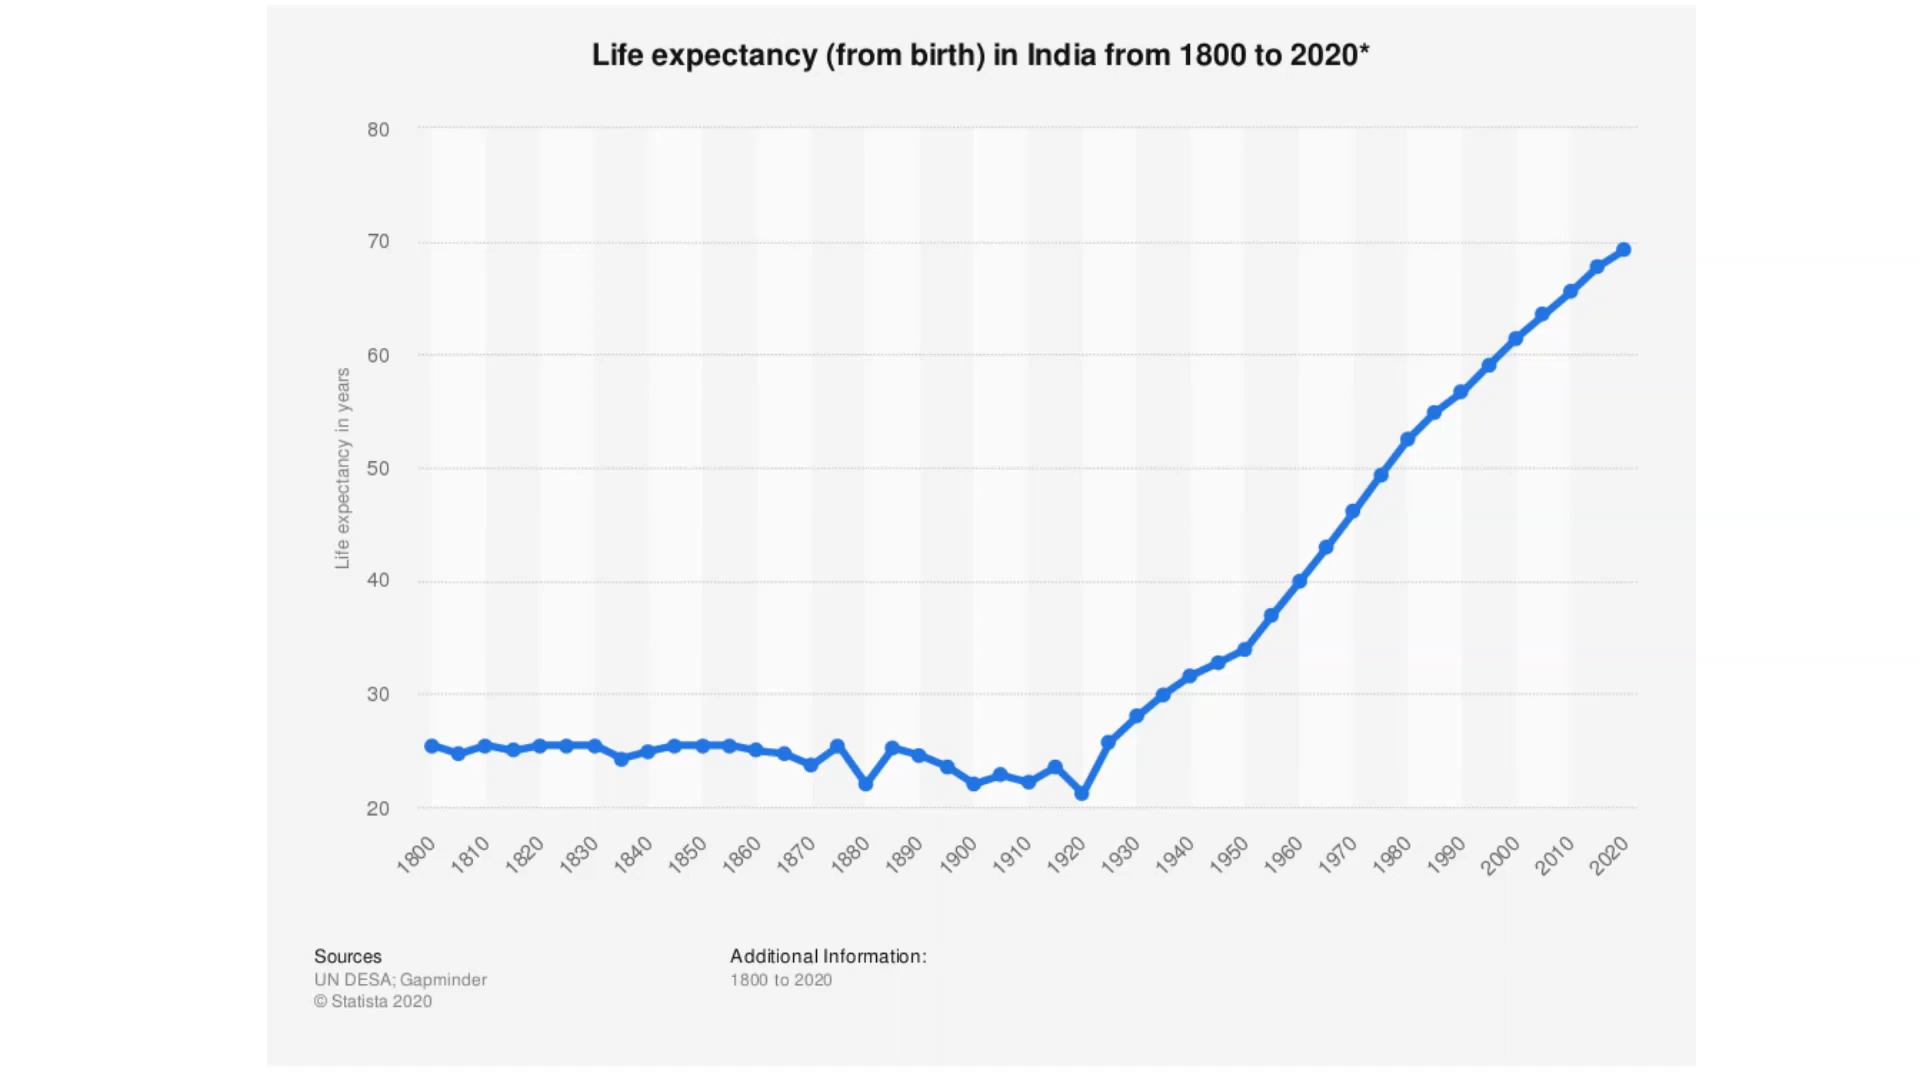 Life expectancy (from birth) in India from 1800 to 2020*
80
70
60
50
40
30
20
Life expectancy in years
1800 1810 1820 1830 1840 1850 1860 1870 1880 1890 1900 1910 1920 1930 1940 1950 1960 1970 1980 1990 2000 2010 2020
Sources
UN DESA; Gapminder
© Statista 2020
Additional Information:
1800 to 2020